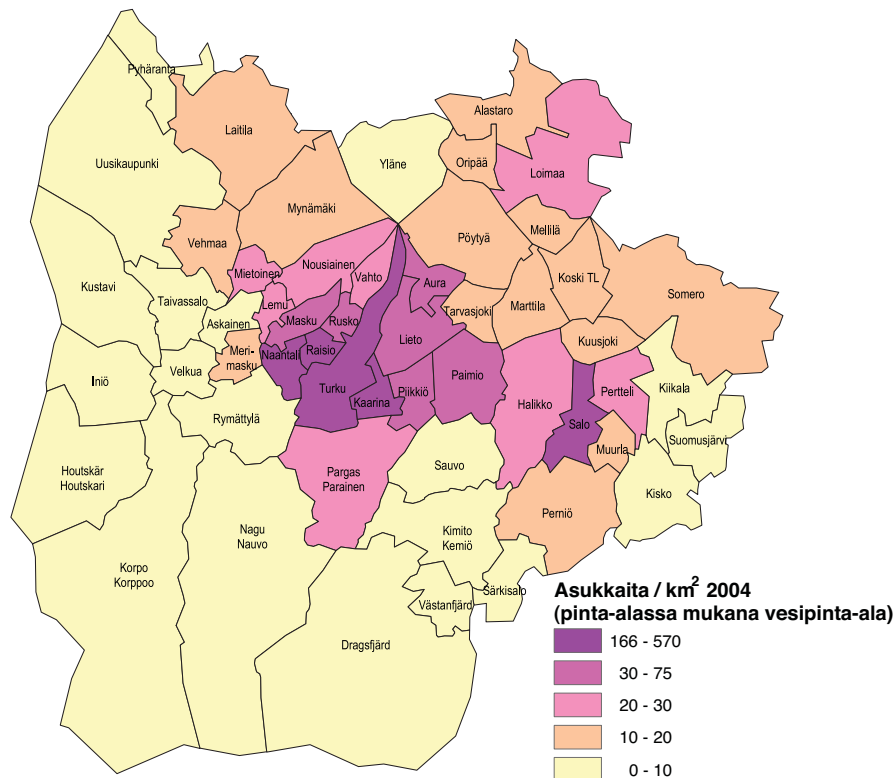 Pyhäranta
Alastaro
Laitila
Oripää
Yläne
Loimaa
Uusikaupunki
Mynämäki
Mellilä
Vehmaa
Pöytyä
Nousiainen
Mietoinen
Vahto
Koski TL
Kustavi
Aura
Somero
Taivassalo
Lemu
Marttila
Tarvasjoki
Askainen
Masku
Rusko
Lieto
Kuusjoki
Meri-
masku
Naantali
Raisio
Velkua
Paimio
Iniö
Turku
Piikkiö
Pertteli
Kiikala
Kaarina
Halikko
Rymättylä
Salo
Suomusjärvi
Muurla
Houtskär
Houtskari
Pargas
Parainen
Sauvo
Kisko
Perniö
Nagu
Nauvo
Kimito
Kemiö
Korpo
Korppoo
Särkisalo
Västanfjärd
Dragsfjärd
Asukkaita / km² 2004
(pinta-alassa mukana vesipinta-ala)
166 - 570
30 - 75
20 - 30
10 - 20
0 - 10